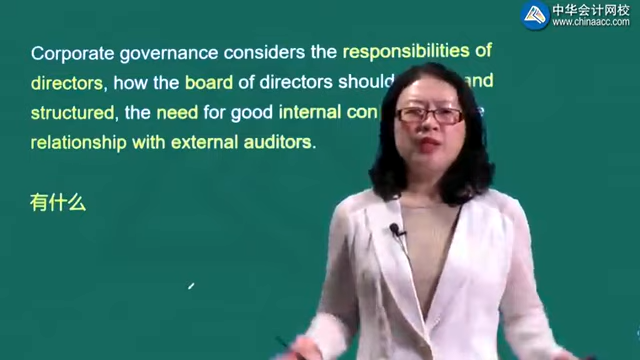 中华会计网校
www.chinaacc.com
Corporate governance considers the responsibilities of
directors, how the board of directors should and
structured, the need for good internal con
relationship with external auditors.
有什么